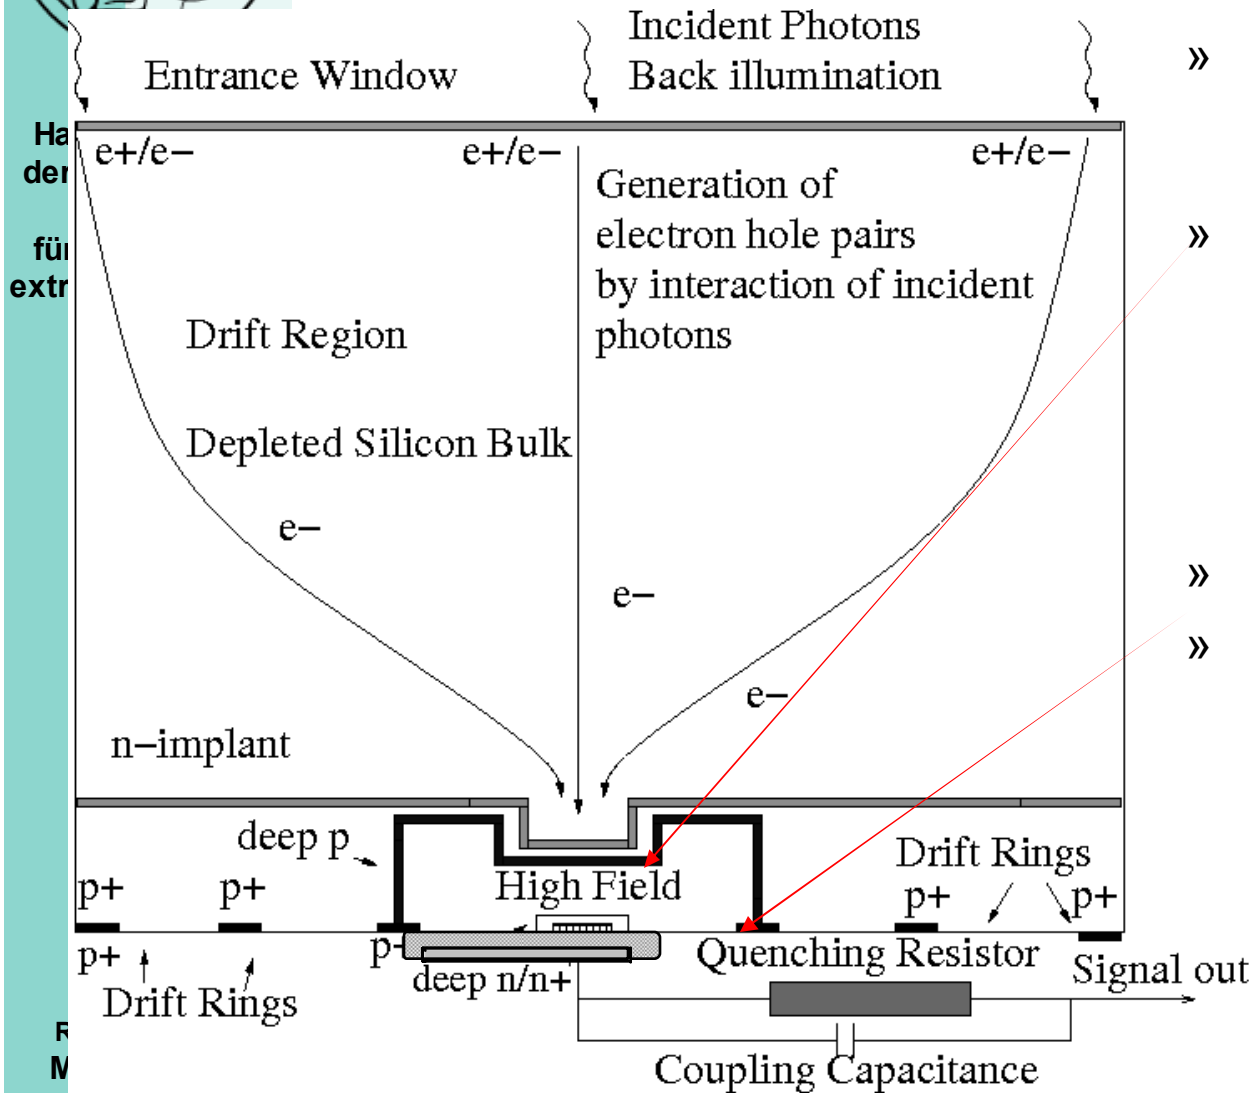 Incident Photons
Entrance Window
Back illumination
»
e+/e−
e+/e−
e+/e−
Generation of
electron hole pairs
by interaction of incident
photons
»
für
Drift Region
Depleted Silicon Bulk
e−
e−
»
»
e−
n−implant
deep p
High Field
Drift Rings
p+
p+
p+
p+
p+
deep n/n+
Quenching Resistor
Signal out
Drift Rings
Coupling Capacitance